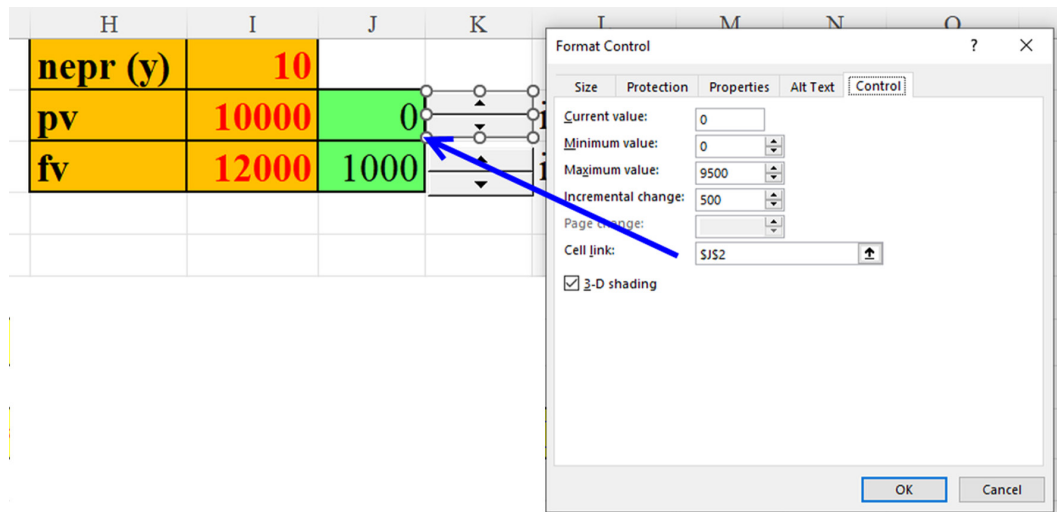 H I J K L M N O
nepr (y) 10
pv 10000 0 i
fv 12000 1000 i
Format Control ? ×
Size Protection Properties Alt Text Control
Current value: 0
Minimum value: 0
Maximum value: 9500
Incremental change: 500
Page change:
Cell link: $J$2
3-D shading
OK Cancel